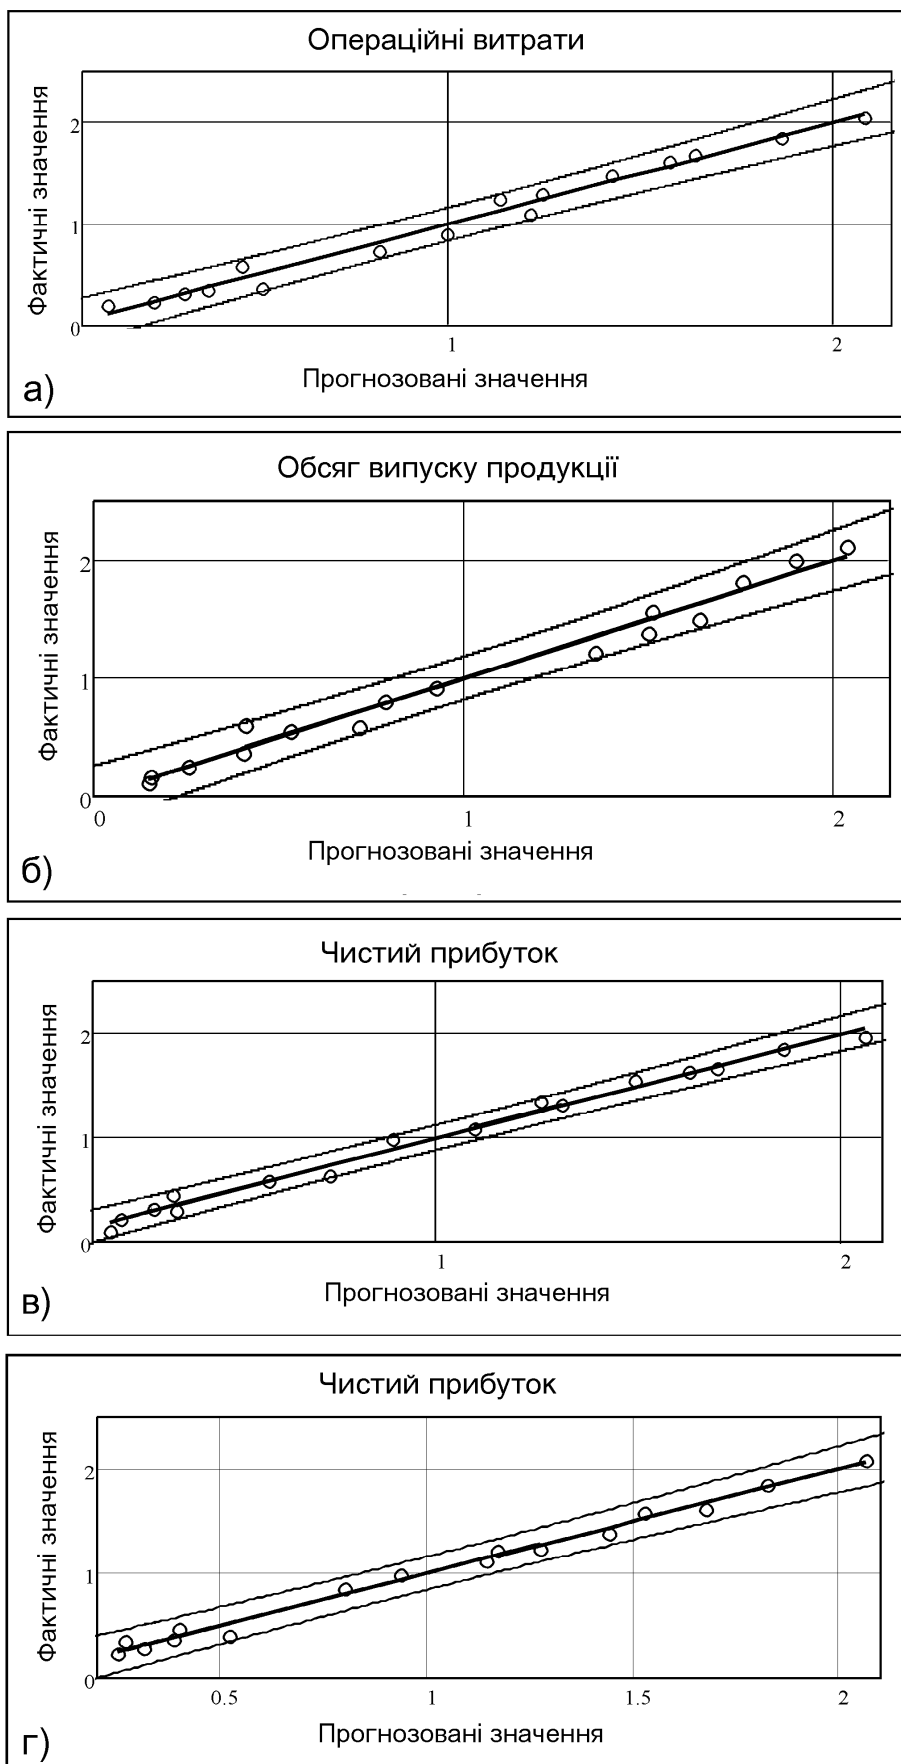 Операційні витрати
Фактичні значення
2
1
0
1
2
Прогнозовані значення
а)
Обсяг випуску продукції
Фактичні значення
2
1
0
0
1
2
Прогнозовані значення
б)
Чистий прибуток
Фактичні значення
2
1
0
1
2
Прогнозовані значення
в)
Чистий прибуток
Фактичні значення
2
1
0
0.5
1
1.5
2
Прогнозовані значення
г)